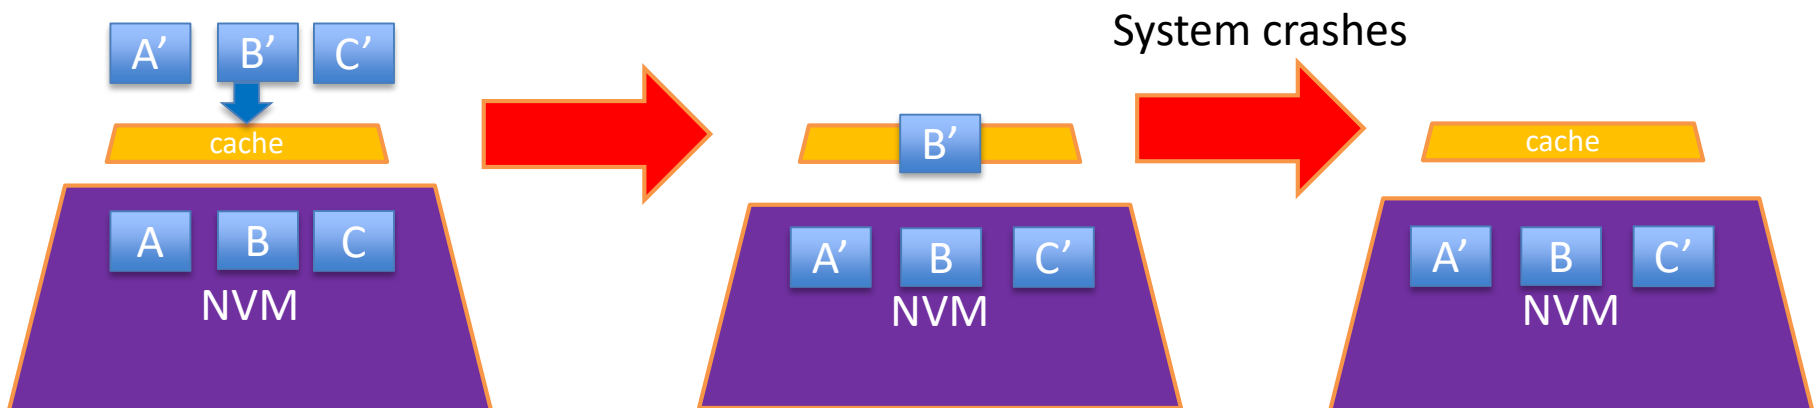 A’ B’ C’
cache
A B C
NVM
B’
A’ B C’
NVM
System crashes
cache
A’ B C’
NVM